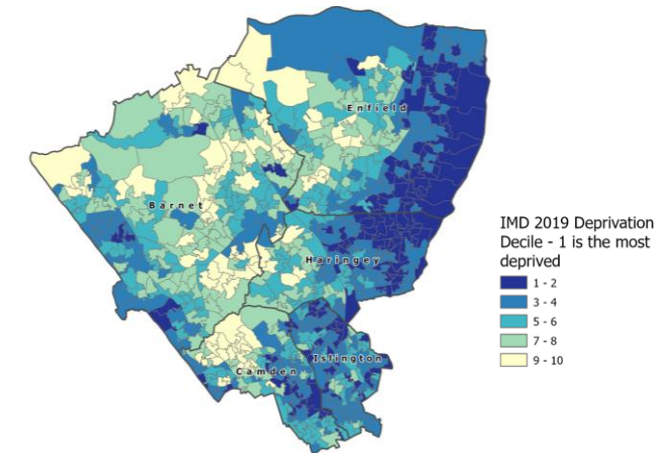 Enfield
Barnet
Haringey
Islington
Camden
IMD 2019 Deprivation
Decile - 1 is the most
deprived
1 - 2
3 - 4
5 - 6
7 - 8
9 - 10